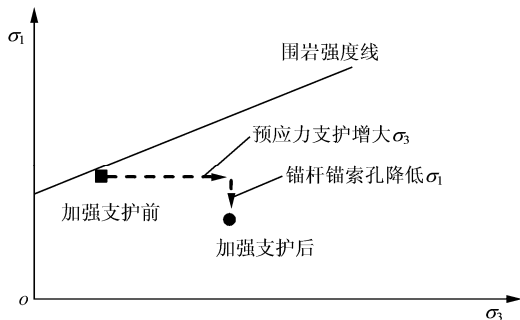 σ1
围岩强度线
预应力支护增大σ3
锚杆锚索孔降低σ1
加强支护前
加强支护后
o
σ3